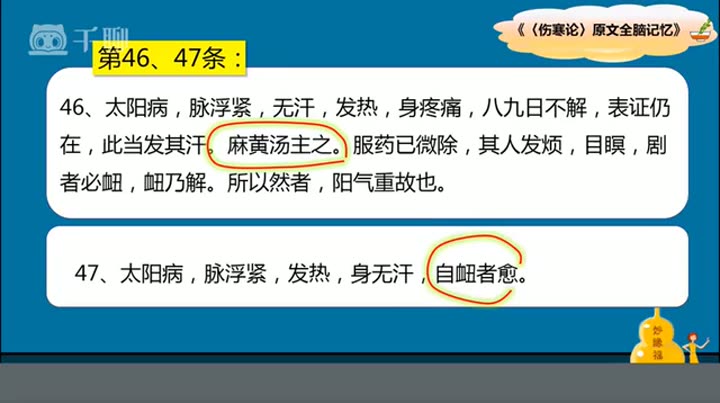 千聊
《〈伤寒论〉原文全脑记忆》
第46、47条：
46、太阳病，脉浮紧，无汗，发热，身疼痛，八九日不解，表证仍
在，此当发其汗。麻黄汤主之。服药已微除，其人发烦，目瞑，剧
者必衄，衄乃解。所以然者，阳气重故也。
47、太阳病，脉浮紧，发热，身无汗，自衄者愈。
妙
缘
福